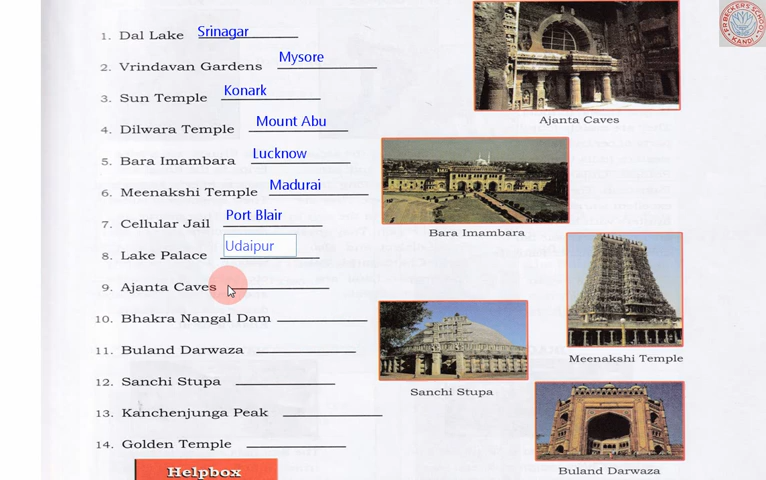 1. Dal Lake Srinagar
2. Vrindavan Gardens Mysore
3. Sun Temple Konark
4. Dilwara Temple Mount Abu
5. Bara Imambara Lucknow
6. Meenakshi Temple Madurai
7. Cellular Jail Port Blair
8. Lake Palace Udaipur
9. Ajanta Caves
10. Bhakra Nangal Dam
11. Buland Darwaza
12. Sanchi Stupa
13. Kanchenjunga Peak
14. Golden Temple
Helpbox
Ajanta Caves
Bara Imambara
Meenakshi Temple
Sanchi Stupa
Buland Darwaza
ERBECKERS SCHOOL
KANDI